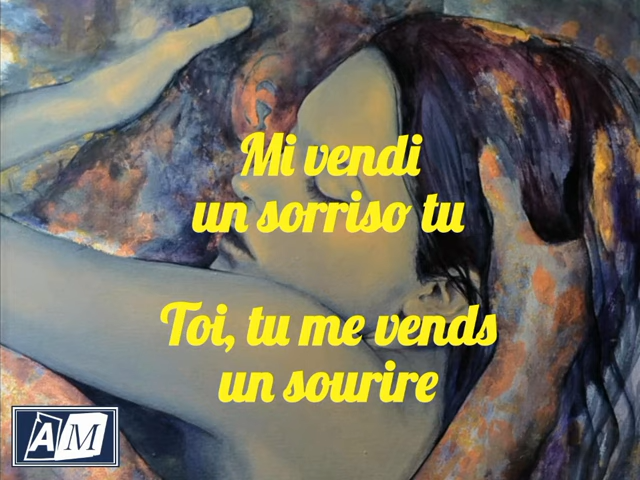 Mi vendi
un sorriso tu
Toi, tu me vends
un sourire
AM